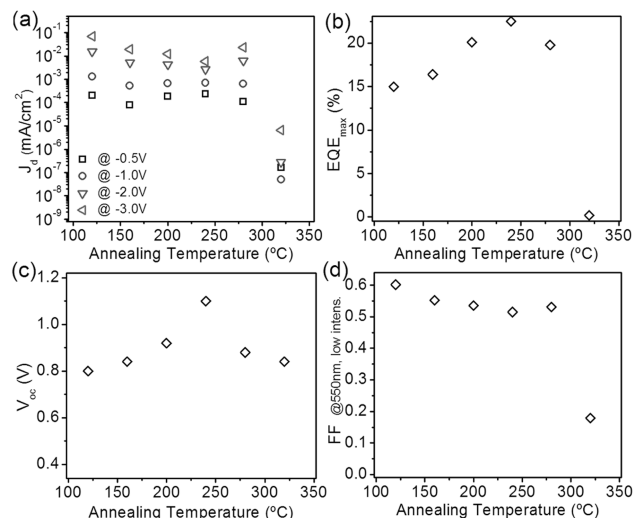 (a)
J_d (mA/cm²)
10⁻¹
10⁻²
10⁻³
10⁻⁴
10⁻⁵
10⁻⁶
10⁻⁷
10⁻⁸
10⁻⁹
@ -0.5V
@ -1.0V
@ -2.0V
@ -3.0V
100 150 200 250 300 350
Annealing Temperature (ºC)
(b)
EQE_max (%)
20
15
10
5
0
100 150 200 250 300 350
Annealing Temperature (ºC)
(c)
V_oc (V)
1.2
1.0
0.8
0.6
0.4
100 150 200 250 300 350
Annealing Temperature (ºC)
(d)
FF @550nm, low intens.
0.6
0.5
0.4
0.3
0.2
0.1
0.0
100 150 200 250 300 350
Annealing Temperature (ºC)